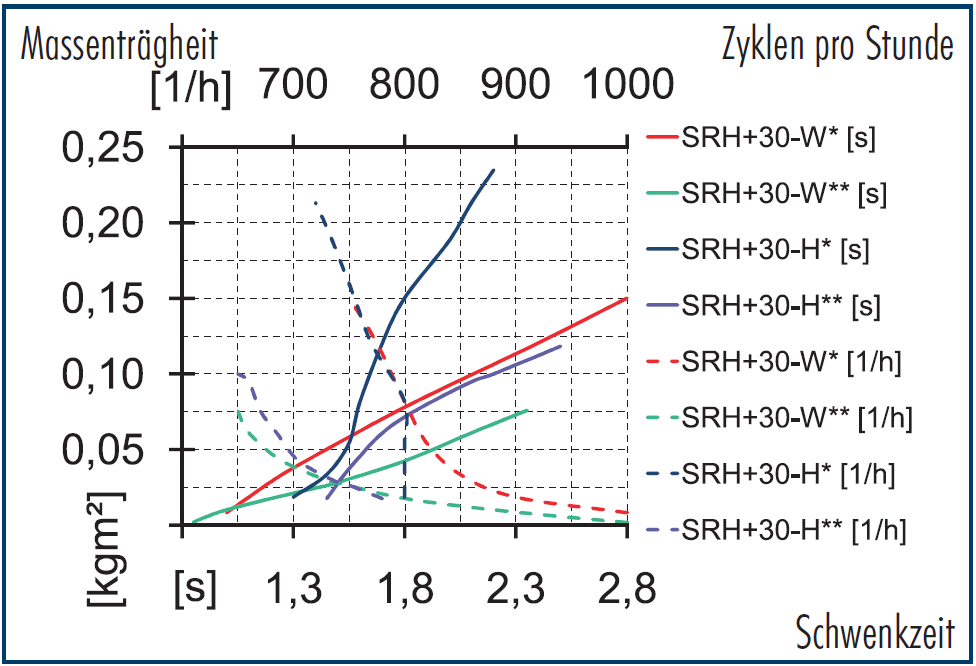 Massenträgheit Zyklen pro Stunde
[1/h] 700 800 900 1000
0,25
0,20
0,15
0,10
0,05
[kgm²]
[s] 1,3 1,8 2,3 2,8
Schwenkzeit
SRH+30-W* [s]
SRH+30-W** [s]
SRH+30-H* [s]
SRH+30-H** [s]
SRH+30-W* [1/h]
SRH+30-W** [1/h]
SRH+30-H* [1/h]
SRH+30-H** [1/h]